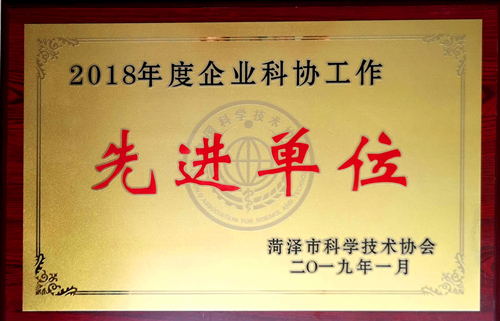 2018年度企业科协工作
先进单位
菏泽市科学技术协会
二〇一九年一月